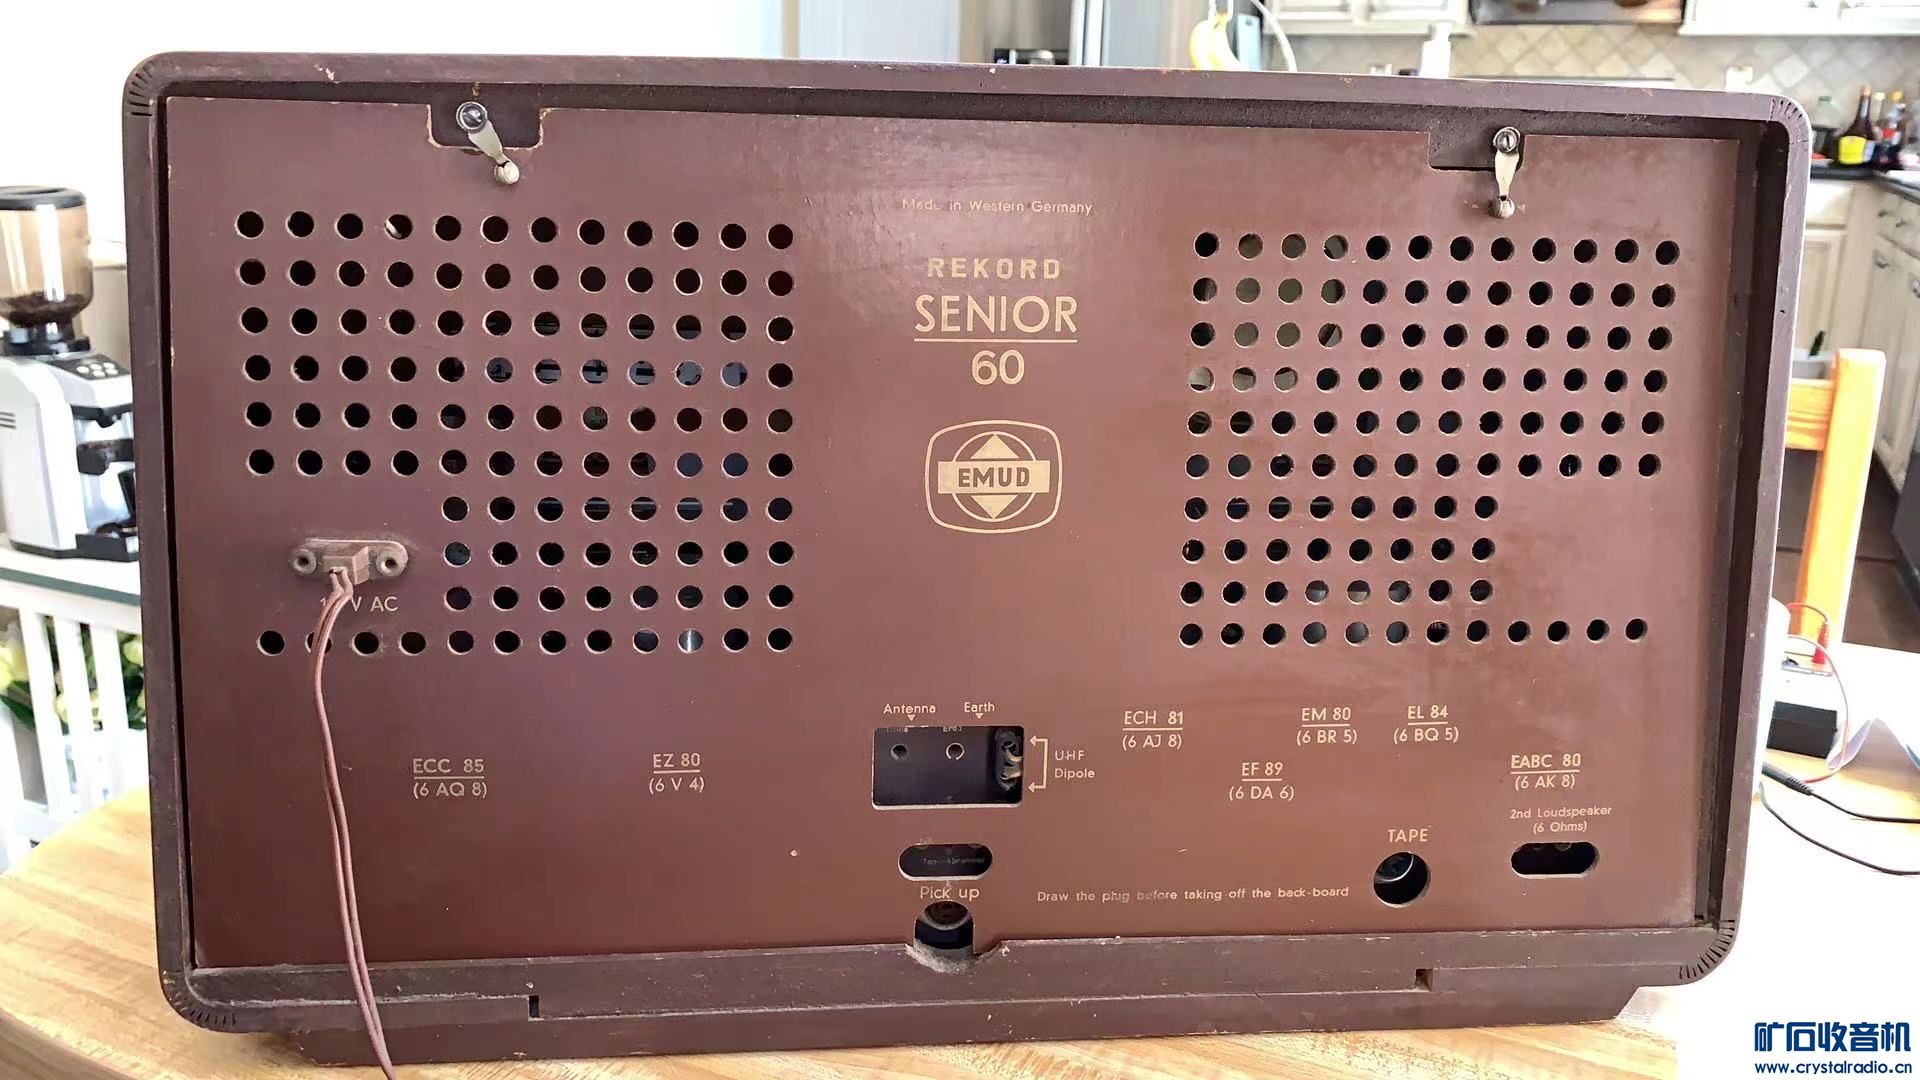 Made in Western Germany
REKORD
SENIOR
60
EMUD
V AC
Antenna
Earth
UHF
Dipole
ECC 85
(6 AQ 8)
EZ 80
(6 V 4)
ECH 81
(6 AJ 8)
EM 80
(6 BR 5)
EL 84
(6 BQ 5)
EF 89
(6 DA 6)
EABC 80
(6 AK 8)
2nd Loudspeaker
(6 Ohms)
TAPE
Pick up
Draw the plug before taking off the back-board
矿石收音机
www.crystalradio.cn